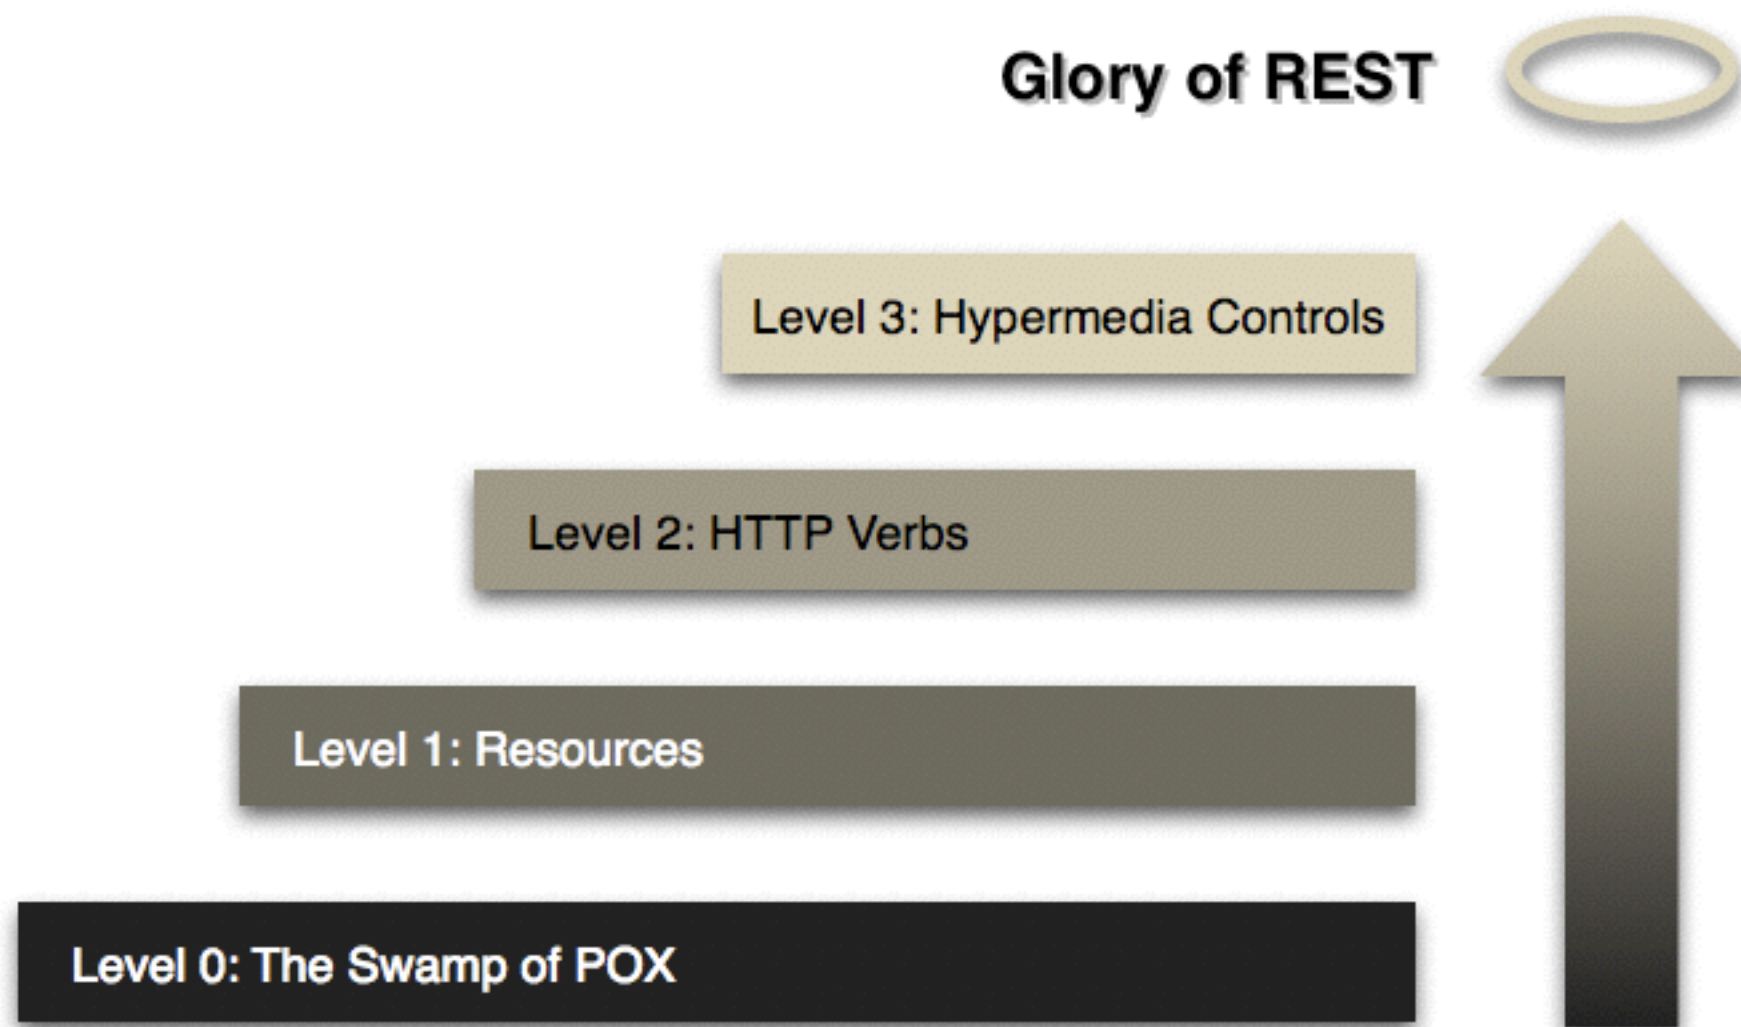 Glory of REST
Level 3: Hypermedia Controls
Level 2: HTTP Verbs
Level 1: Resources
Level 0: The Swamp of POX